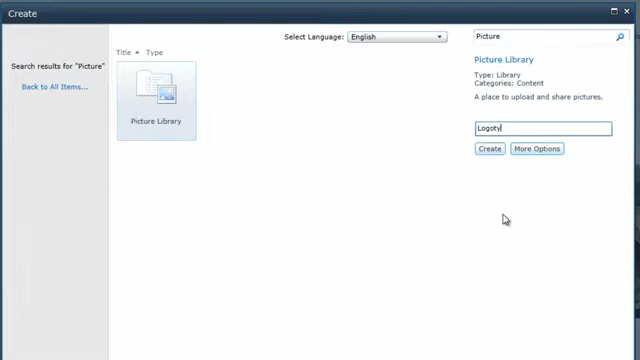 Create
Select Language: English
Picture
Title Type
Search results for "Picture"
Back to All Items...
Picture Library
Picture Library
Type: Library
Categories: Content
A place to upload and share pictures.
Logoty
Create More Options